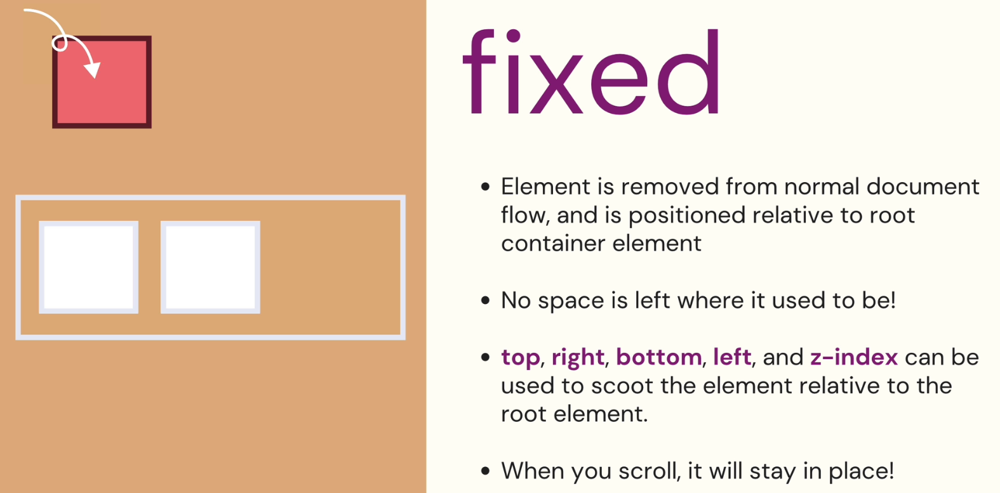 fixed
• Element is removed from normal document
flow, and is positioned relative to root
container element
• No space is left where it used to be!
• top, right, bottom, left, and z-index can be
used to scoot the element relative to the
root element.
• When you scroll, it will stay in place!